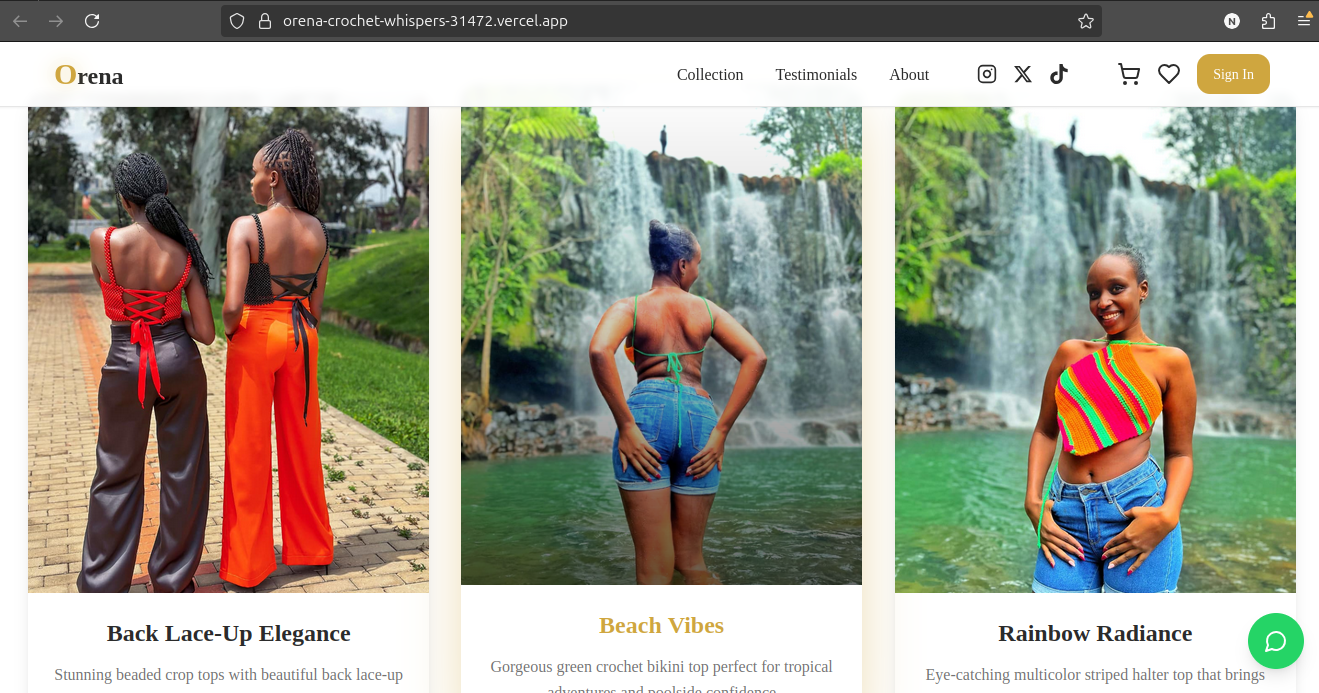 orena-crochet-whispers-31472.vercel.app
N
Orena
Collection
Testimonials
About
Sign In
Back Lace-Up Elegance
Stunning beaded crop tops with beautiful back lace-up
Beach Vibes
Gorgeous green crochet bikini top perfect for tropical
adventures and poolside confidence
Rainbow Radiance
Eye-catching multicolor striped halter top that brings